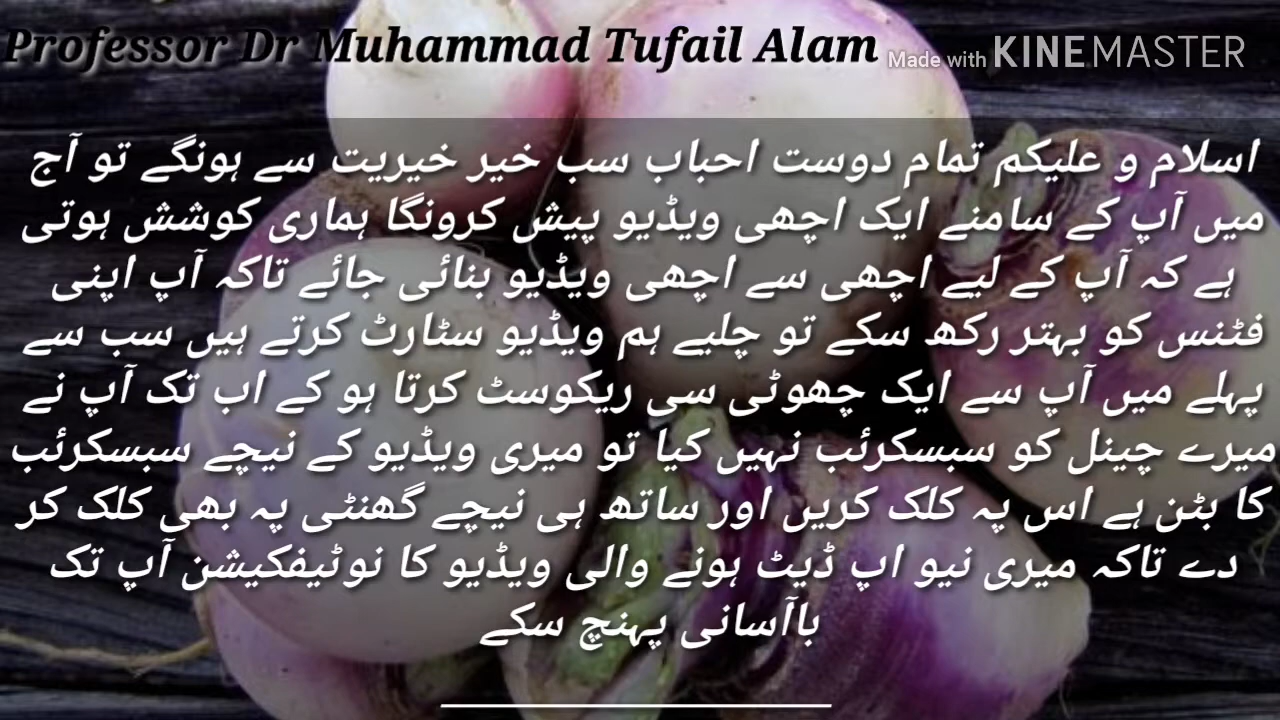 Professor Dr Muhammad Tufail Alam
Made with KINEMASTER
اسلام و علیکم تمام دوست احباب سب خیر خیریت سے ہونگے تو آج
میں آپ کے سامنے ایک اچھی ویڈیو پیش کرونگا ہماری کوشش ہوتی
ہے کہ آپ کے لیے اچھی سے اچھی ویڈیو بنائی جائے تاکہ آپ اپنی
فٹنس کو بہتر رکھ سکے تو چلیے ہم ویڈیو سٹارٹ کرتے ہیں سب سے
پہلے میں آپ سے ایک چھوٹی سی ریکوسٹ کرتا ہو کے اب تک آپ نے
میرے چینل کو سبسکرئب نہیں کیا تو میری ویڈیو کے نیچے سبسکرئب
کا بٹن ہے اس پہ کلک کریں اور ساتھ ہی نیچے گھنٹی پہ بھی کلک کر
دے تاکہ میری نیو اپ ڈیٹ ہونے والی ویڈیو کا نوٹیفکیشن آپ تک
باآسانی پہنچ سکے